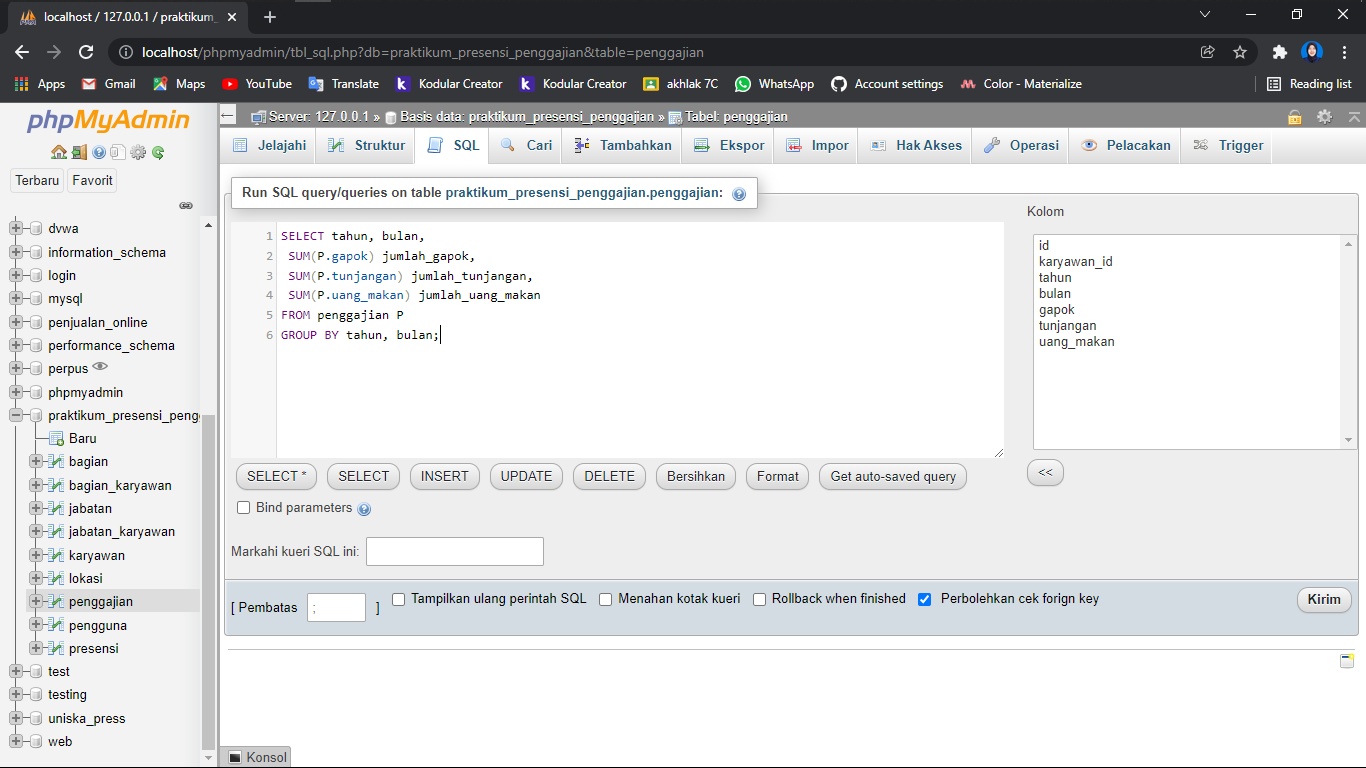 localhost / 127.0.0.1 / praktikum_
localhost/phpmyadmin/tbl_sql.php?db=praktikum_presensi_penggajian&table=penggajian
Apps Gmail Maps YouTube Translate Kodular Creator Kodular Creator akhlak 7C WhatsApp Account settings Color - Materialize Reading list
phpMyAdmin
Terbaru Favorit
dvwa
information_schema
login
mysql
penjualan_online
performance_schema
perpus
phpmyadmin
praktikum_presensi_peng
Baru
bagian
bagian_karyawan
jabatan
jabatan_karyawan
karyawan
lokasi
penggajian
pengguna
presensi
test
testing
uniska_press
web
Server: 127.0.0.1 » Basis data: praktikum_presensi_penggajian » Tabel: penggajian
Jelajahi Struktur SQL Cari Tambahkan Ekspor Impor Hak Akses Operasi Pelacakan Trigger
Run SQL query/queries on table praktikum_presensi_penggajian.penggajian:
1 SELECT tahun, bulan,
2 SUM(P.gapok) jumlah_gapok,
3 SUM(P.tunjangan) jumlah_tunjangan,
4 SUM(P.uang_makan) jumlah_uang_makan
5 FROM penggajian P
6 GROUP BY tahun, bulan;
Kolom
id
karyawan_id
tahun
bulan
gapok
tunjangan
uang_makan
<<
SELECT * SELECT INSERT UPDATE DELETE Bersihkan Format Get auto-saved query
Bind parameters
Markahi kueri SQL ini:
[ Pembatas ; ] Tampilkan ulang perintah SQL Menahan kotak kueri Rollback when finished Perbolehkan cek forign key Kirim
Konsol